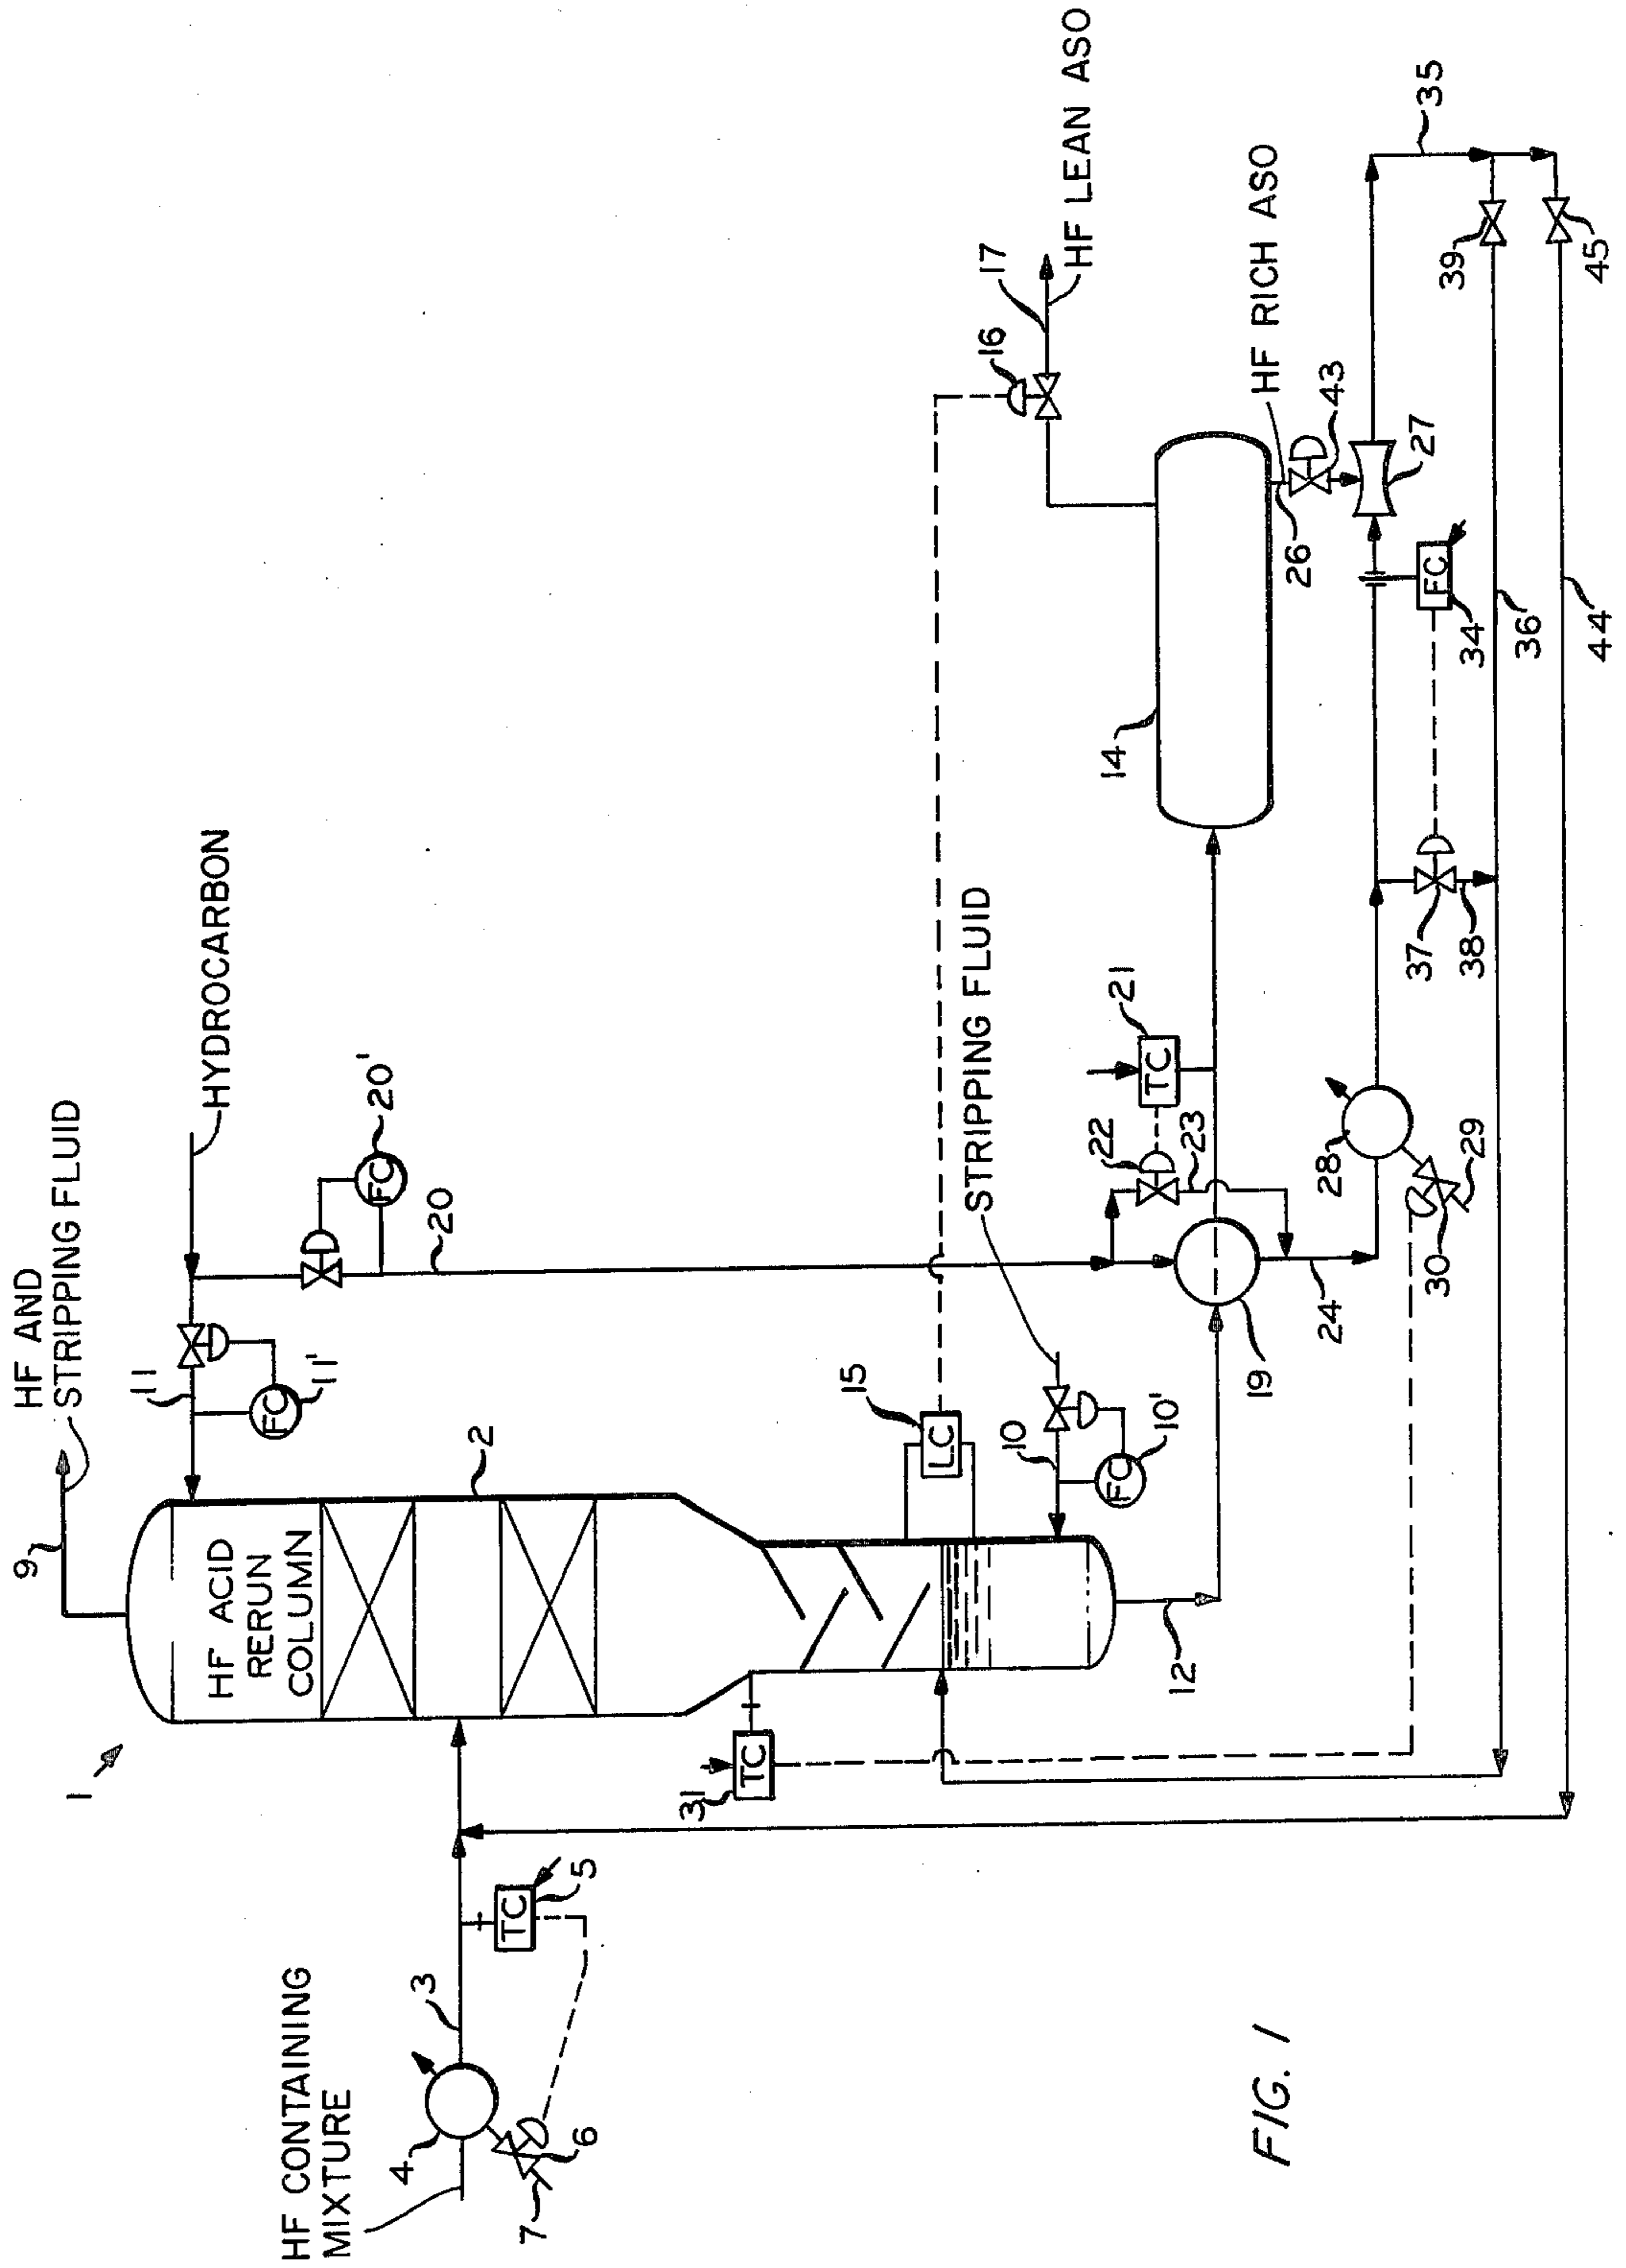 1
HF AND
STRIPPING FLUID
9
HYDROCARBON
11
FC
11'
FC
20'
20
HF ACID
RERUN
COLUMN
2
HF CONTAINING
MIXTURE
4
3
TC
5
6
7
TC
31
LC
15
STRIPPING FLUID
10
FC
10'
12
19
22
TC
21
23
24
14
16
17
HF LEAN ASO
HF RICH ASO
26
43
27
28
29
30
37
38
FC
34
35
39
36
45
44
FIG. 1